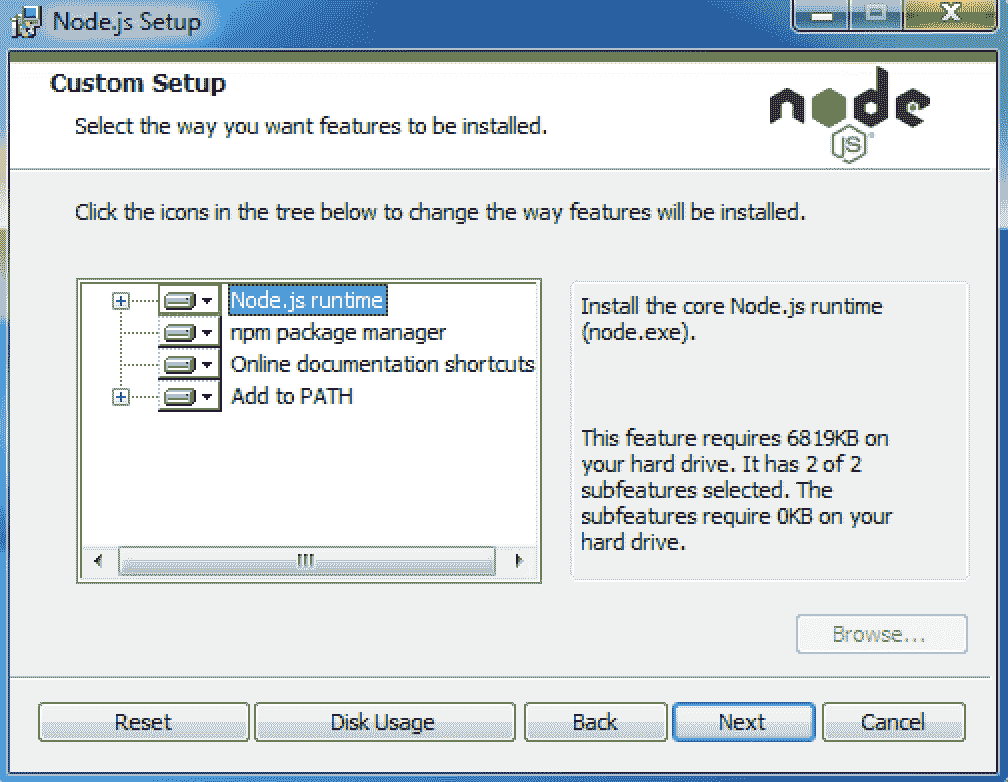 Node.js Setup
Custom Setup
Select the way you want features to be installed.
node
JS
Click the icons in the tree below to change the way features will be installed.
Node.js runtime
npm package manager
Online documentation shortcuts
Add to PATH
Install the core Node.js runtime
(node.exe).
This feature requires 6819KB on
your hard drive. It has 2 of 2
subfeatures selected. The
subfeatures require 0KB on your
hard drive.
Browse...
Reset
Disk Usage
Back
Next
Cancel